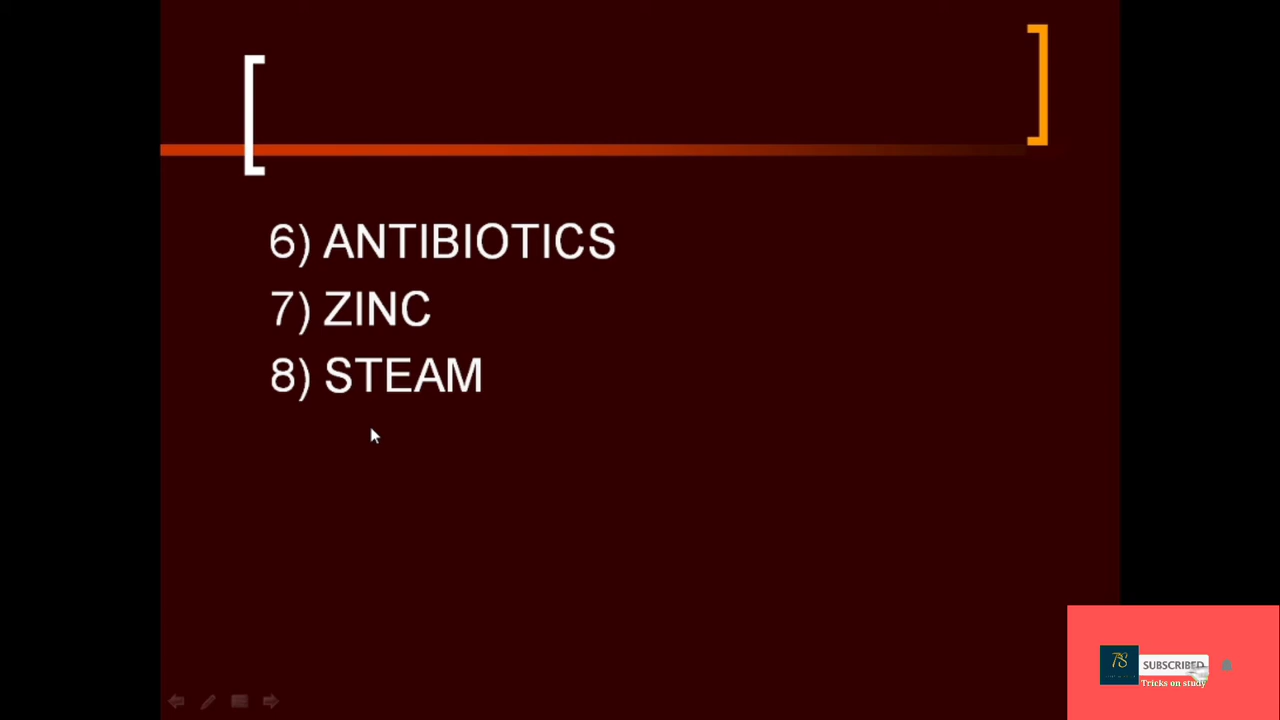 6) ANTIBIOTICS
7) ZINC
8) STEAM
SUBSCRIBED
Tricks on study